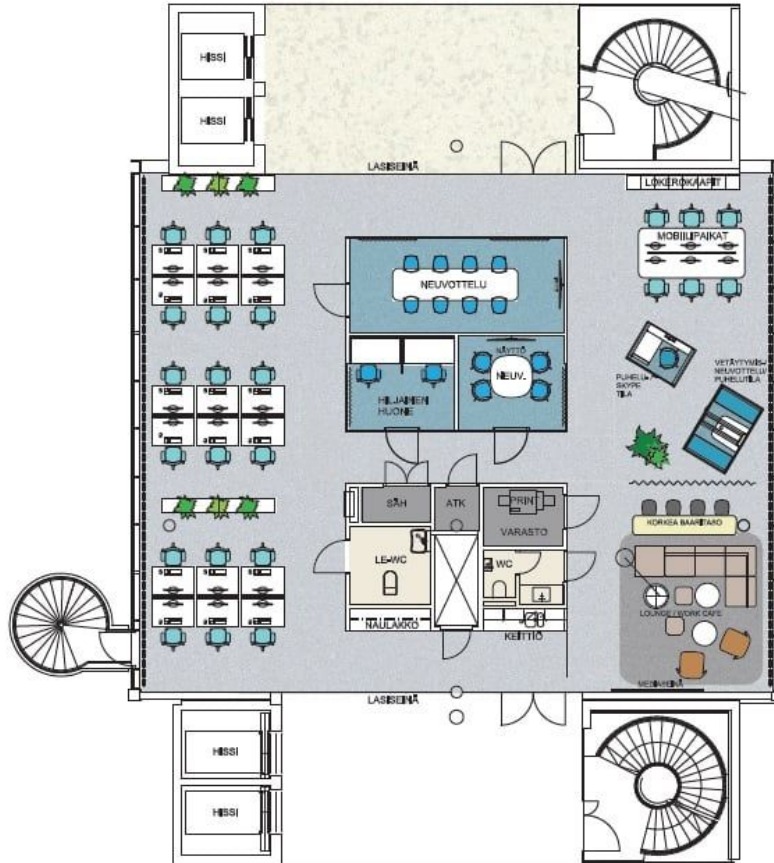 HISSI
HISSI
LASISEINÄ
LOKEROKAAPIT
MOBIILIPAIKAT
NEUVOTTELU
NÄYTTÖ
NEUV.
HILJAINEN
HUONE
PUHELU-/
SKYPE
TILA
VETÄYTYMIS-/
NEUVOTTELU/
PUHELUTILA
SÄH
ATK
PRINT
VARASTO
KORKEA BAARITASO
LE-WC
WC
LOUNGE / WORK CAFE
NAULAKKO
KEITTIÖ
MEDIASEINÄ
LASISEINÄ
HISSI
HISSI